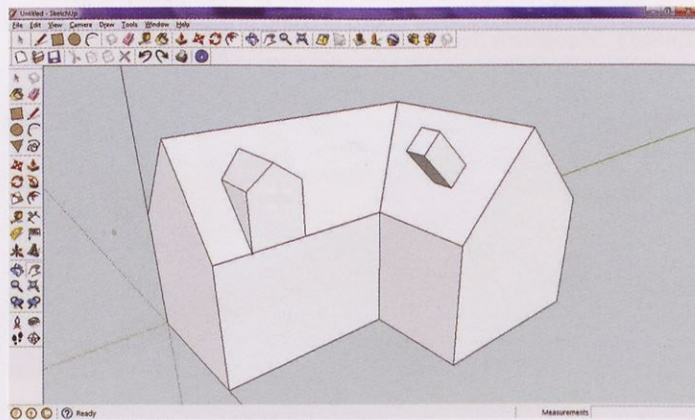 Untitled - SketchUp
File Edit View Camera Draw Tools Window Help
Ready
Measurements